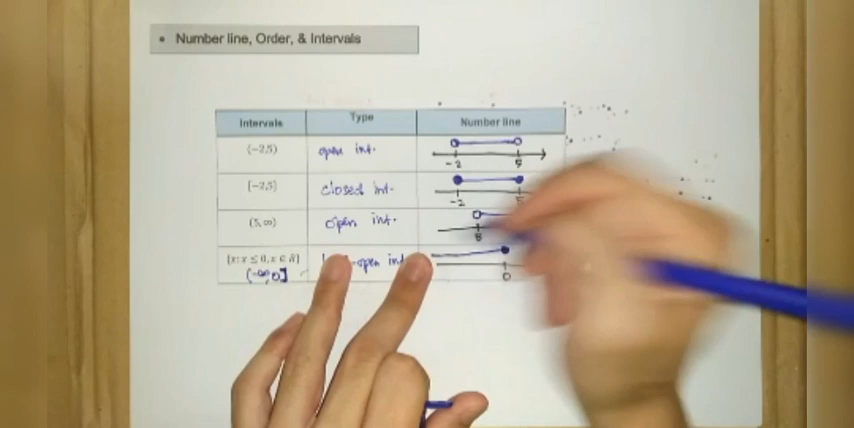 • Number line, Order, & Intervals
Intervals Type Number line
(-2,5) open int.
-2 5
[-2,5] closed int.
-2
(5, ∞) open int.
{x: x ≤ 0, x ∈ R} -open int.
(-∞,0] 0